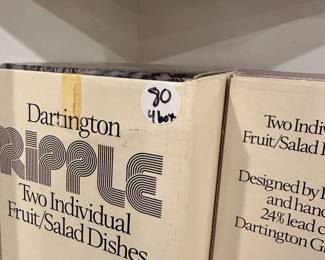 80
4 box
Dartington
RIPPLE
Two Individual
Fruit/Salad Dishes
Two Indivi
Fruit/Salad
Designed by
and hand
24% lead c
Dartington G